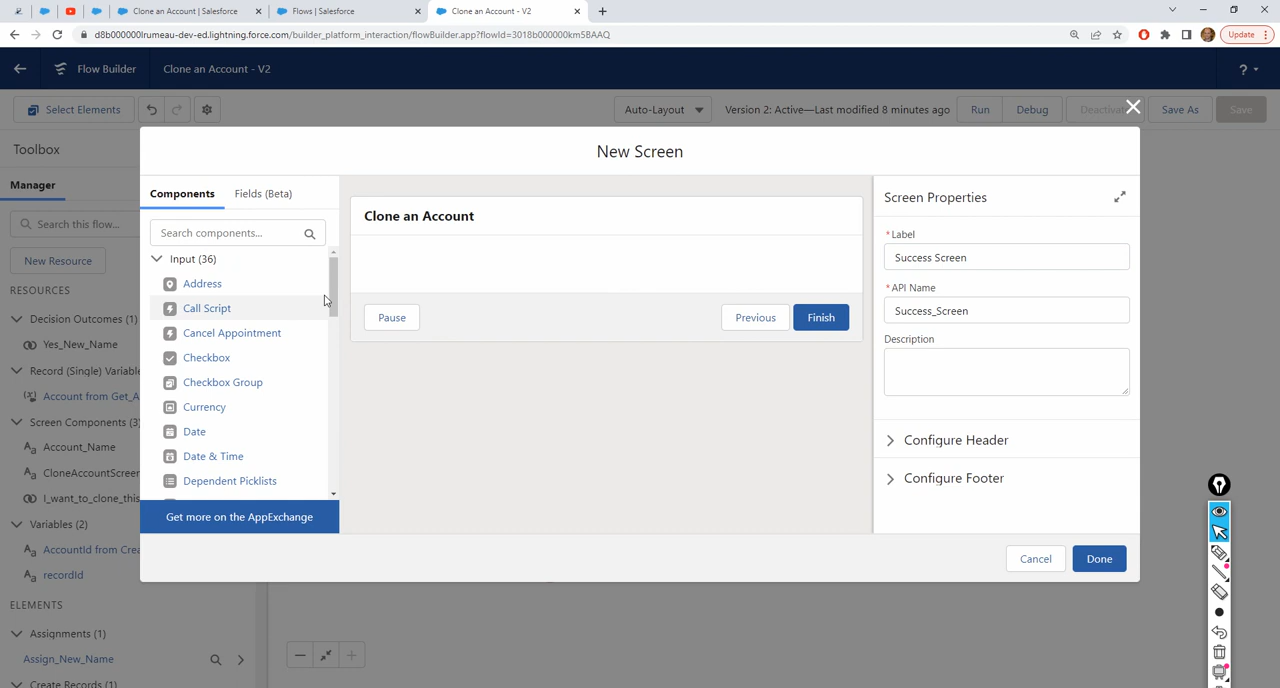 Clone an Account | Salesforce
Flows | Salesforce
Clone an Account - V2
d8b000000lrumeau-dev-ed.lightning.force.com/builder_platform_interaction/flowBuilder.app?flowId=3018b000000km5BAAQ
Update
Flow Builder
Clone an Account - V2
Select Elements
Auto-Layout
Version 2: Active—Last modified 8 minutes ago
Run
Debug
Deactivat
Save As
Save
Toolbox
Manager
Search this flow...
New Resource
RESOURCES
Decision Outcomes (1)
Yes_New_Name
Record (Single) Variable
Account from Get_A
Screen Components (3)
Account_Name
CloneAccountScreen
I_want_to_clone_this
Variables (2)
AccountId from Crea
recordId
ELEMENTS
Assignments (1)
Assign_New_Name
Create Records (1)
New Screen
Components
Fields (Beta)
Search components...
Input (36)
Address
Call Script
Cancel Appointment
Checkbox
Checkbox Group
Currency
Date
Date & Time
Dependent Picklists
Get more on the AppExchange
Clone an Account
Pause
Previous
Finish
Screen Properties
* Label
Success Screen
* API Name
Success_Screen
Description
Configure Header
Configure Footer
Cancel
Done